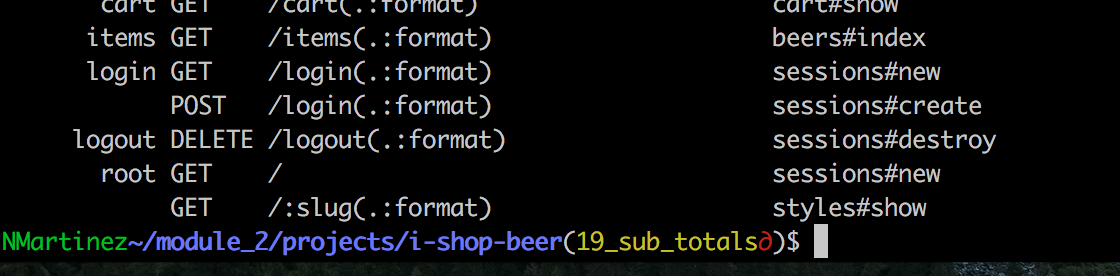 cart GET /cart(.:format) cart#show
items GET /items(.:format) beers#index
login GET /login(.:format) sessions#new
POST /login(.:format) sessions#create
logout DELETE /logout(.:format) sessions#destroy
root GET / sessions#new
GET /:slug(.:format) styles#show
NMartinez~/module_2/projects/i-shop-beer(19_sub_totals∂)$